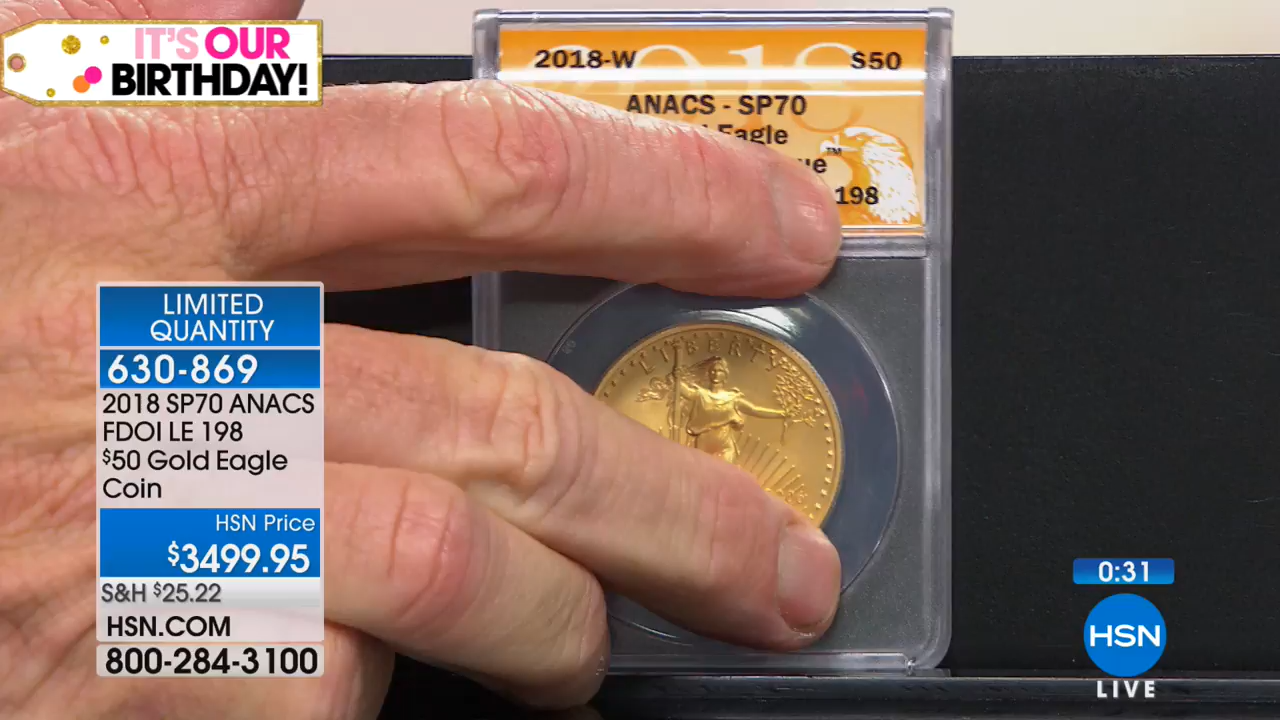 IT'S OUR
BIRTHDAY!
2018-W $50
ANACS - SP70
Eagle
198
LIBERTY
LIMITED
QUANTITY
630-869
2018 SP70 ANACS
FDOI LE 198
$50 Gold Eagle
Coin
HSN Price
$3499.95
S&H $25.22
HSN.COM
800-284-3100
0:31
HSN
LIVE